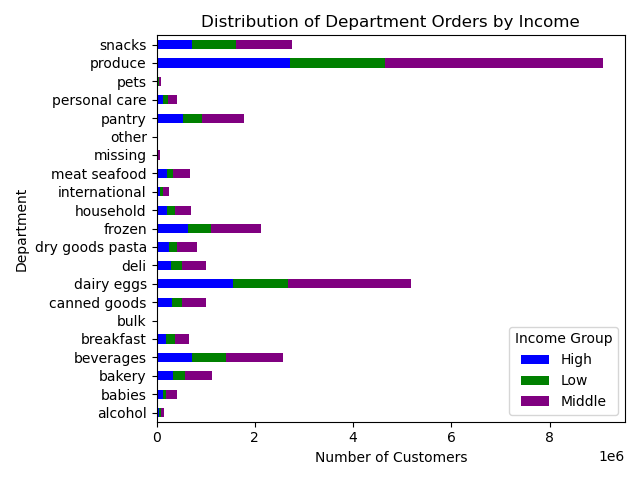 Distribution of Department Orders by Income
snacks
produce
pets
personal care
pantry
other
missing
meat seafood
international
household
frozen
dry goods pasta
deli
dairy eggs
canned goods
bulk
breakfast
beverages
bakery
babies
alcohol
Department
Income Group
High
Low
Middle
0 2 4 6 8
1e6
Number of Customers